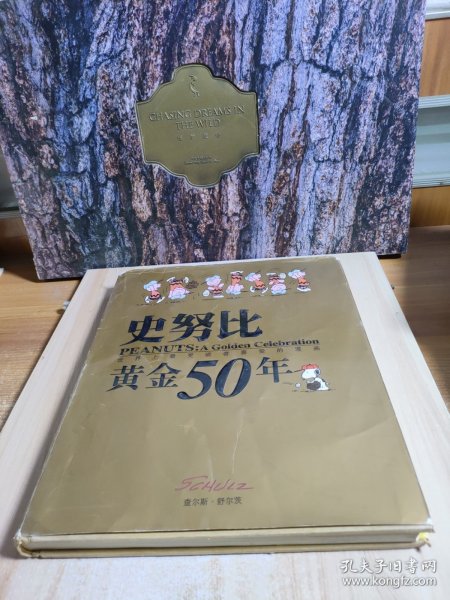 CHASING DREAMS IN
THE WILD
史努比
PEANUTS: A Golden Celebration
黄金50年
SCHULZ
查尔斯·舒尔茨
孔夫子旧书网
www.kongfz.com